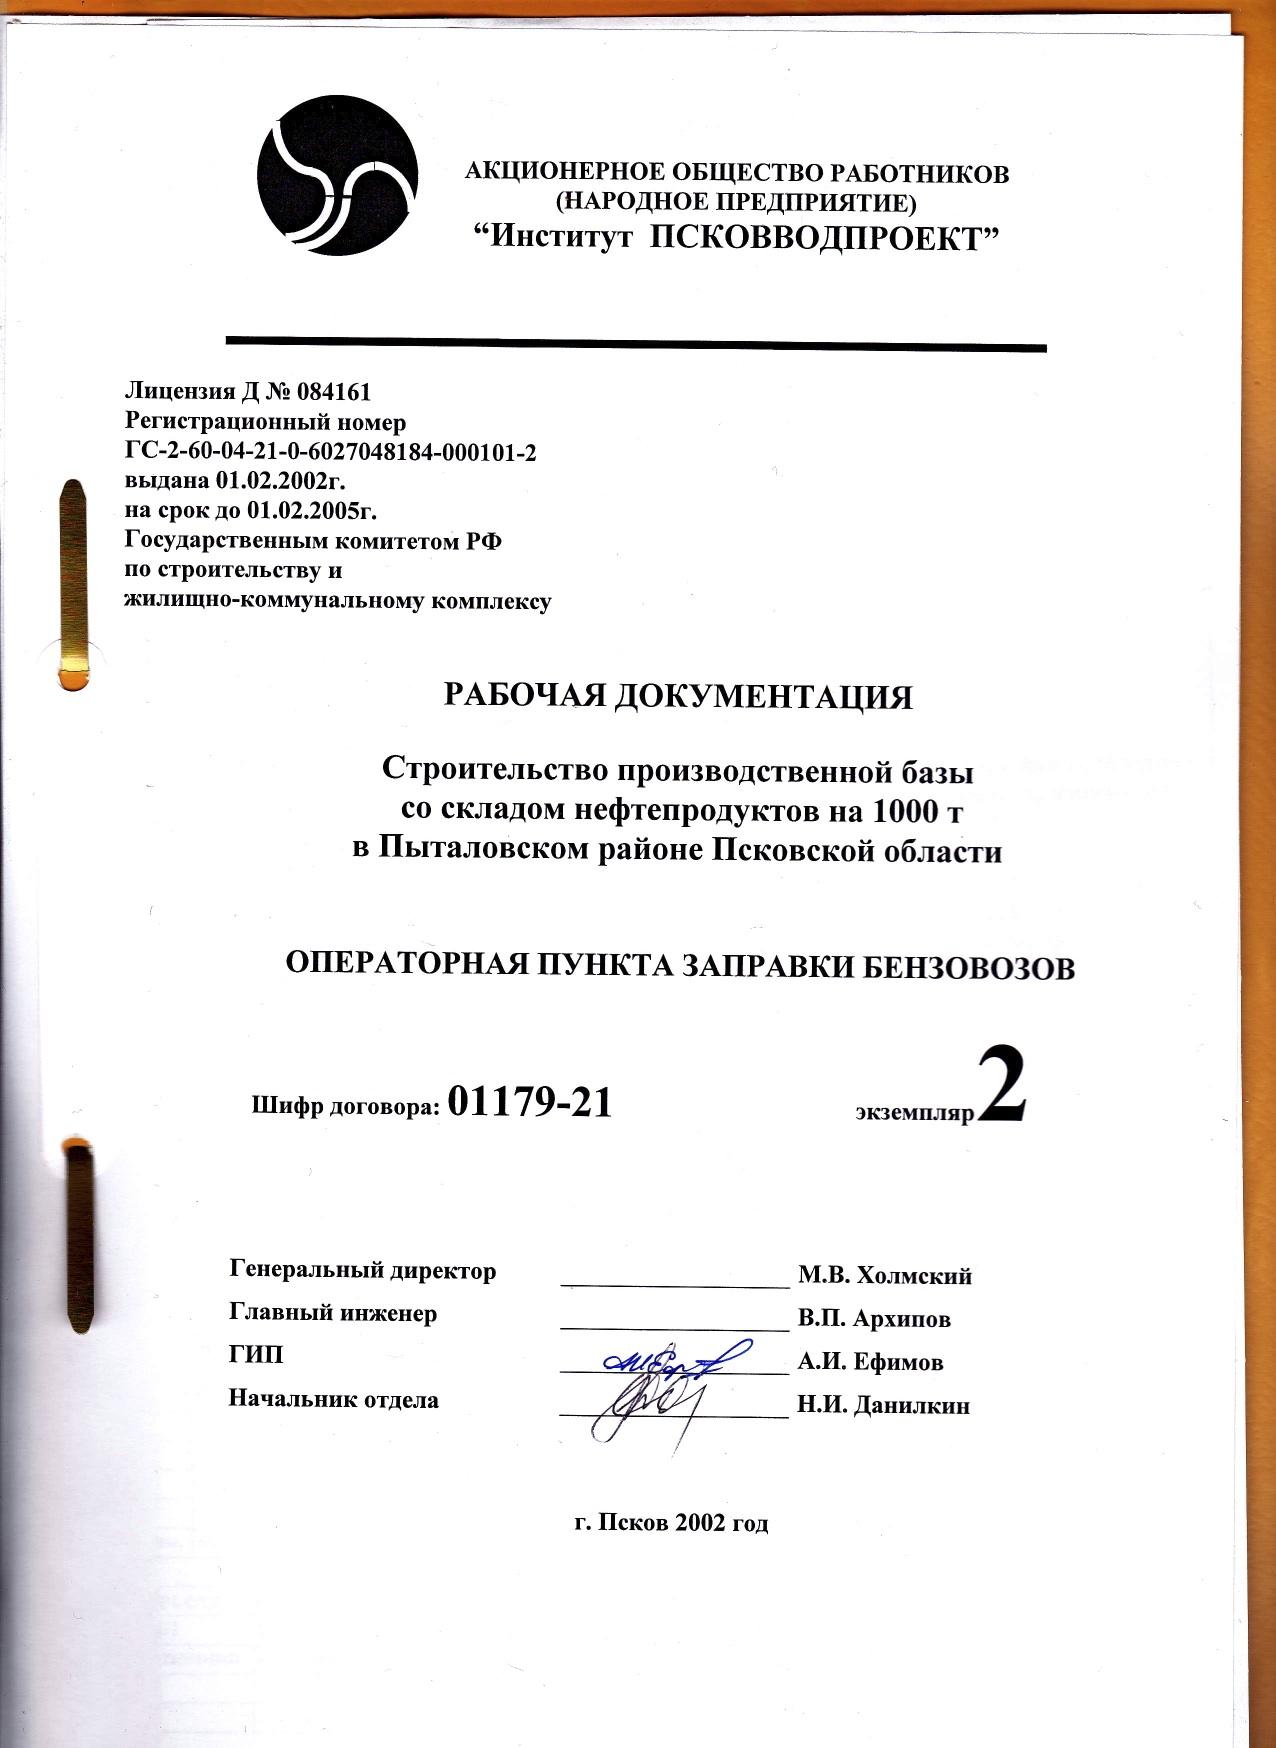 АКЦИОНЕРНОЕ ОБЩЕСТВО РАБОТНИКОВ
(НАРОДНОЕ ПРЕДПРИЯТИЕ)
“Институт ПСКОВВОДПРОЕКТ”
Лицензия Д № 084161
Регистрационный номер
ГС-2-60-04-21-0-6027048184-000101-2
выдана 01.02.2002г.
на срок до 01.02.2005г.
Государственным комитетом РФ
по строительству и
жилищно-коммунальному комплексу
РАБОЧАЯ ДОКУМЕНТАЦИЯ
Строительство производственной базы
со складом нефтепродуктов на 1000 т
в Пыталовском районе Псковской области
ОПЕРАТОРНАЯ ПУНКТА ЗАПРАВКИ БЕНЗОВОЗОВ
Шифр договора: 01179-21 экземпляр 2
Генеральный директор М.В. Холмский
Главный инженер В.П. Архипов
ГИП А.И. Ефимов
Начальник отдела Н.И. Данилкин
г. Псков 2002 год